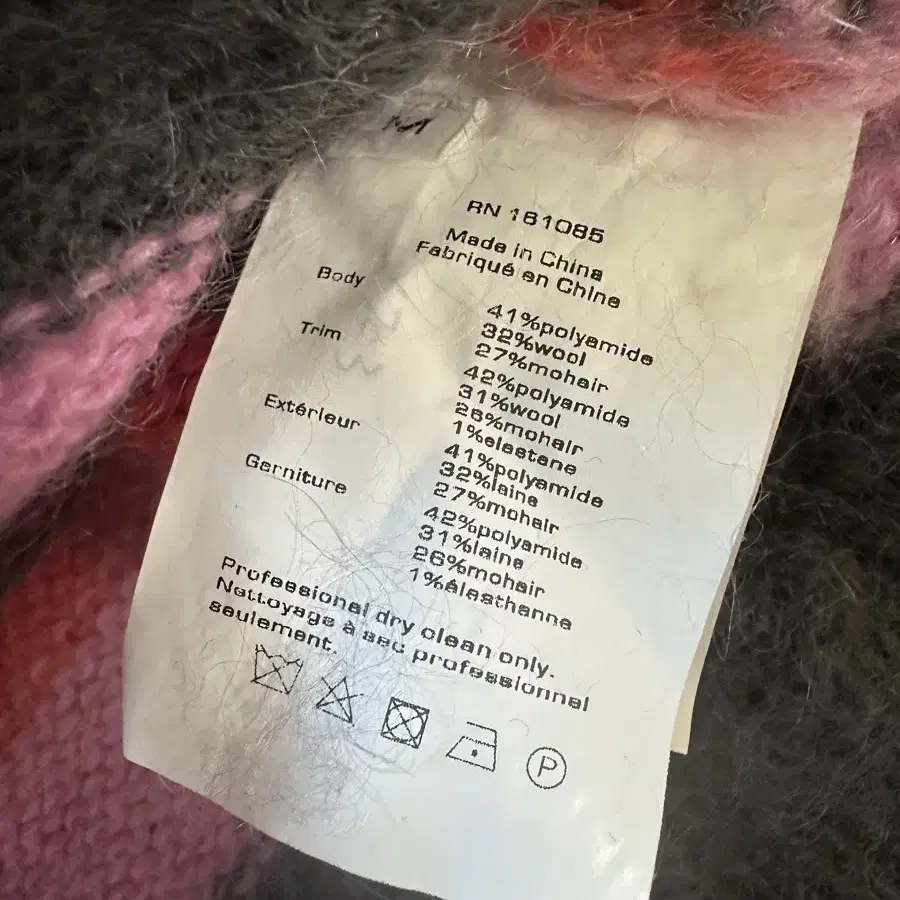 M
RN 161085
Made in China
Fabriqué en Chine
Body
41%polyamide
32%wool
27%mohair
Trim
42%polyamide
31%wool
26%mohair
1%elastane
Extérieur
41%polyamide
32%laine
27%mohair
Garniture
42%polyamide
31%laine
26%mohair
1%élasthanne
Professional dry clean only.
Nettoyage à sec professionnel
seulement.
P